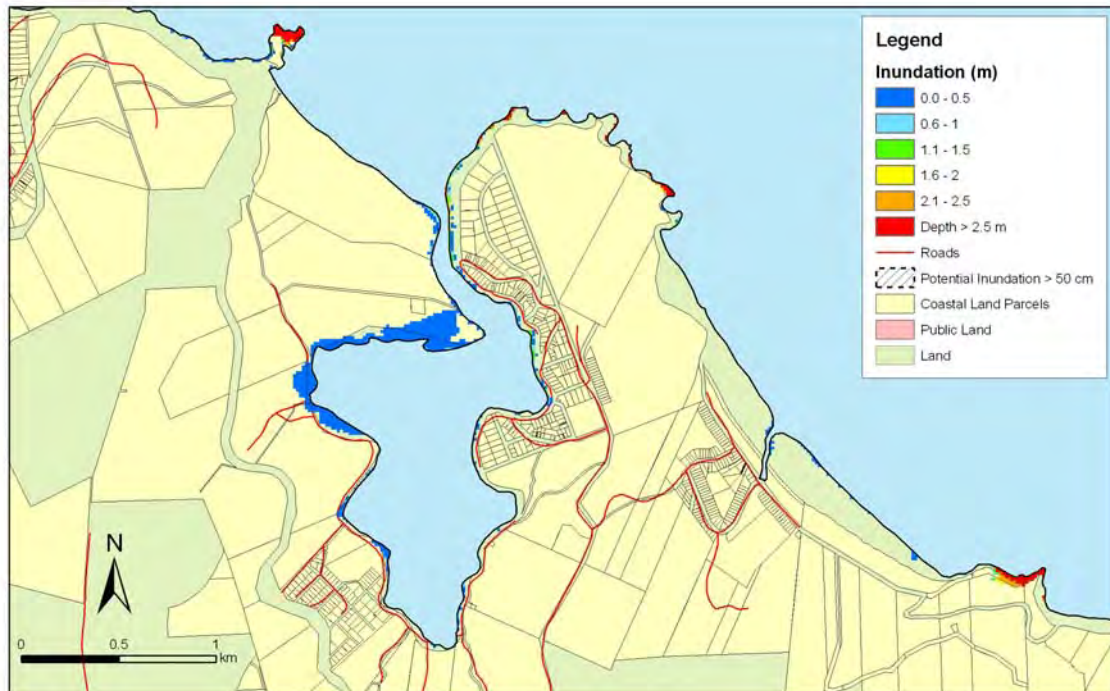 Legend
Inundation (m)
0.0 - 0.5
0.6 - 1
1.1 - 1.5
1.6 - 2
2.1 - 2.5
Depth > 2.5 m
Roads
Potential Inundation > 50 cm
Coastal Land Parcels
Public Land
Land
N
0 0.5 1
km